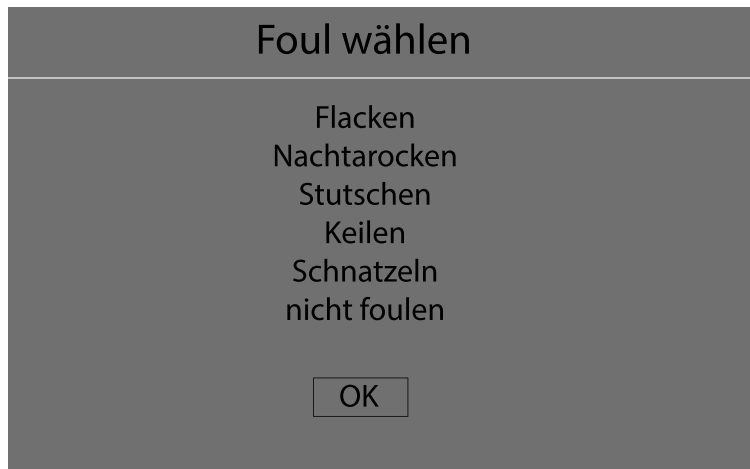 Foul wählen
Flacken
Nachtarocken
Stutschen
Keilen
Schnatzeln
nicht foulen
OK